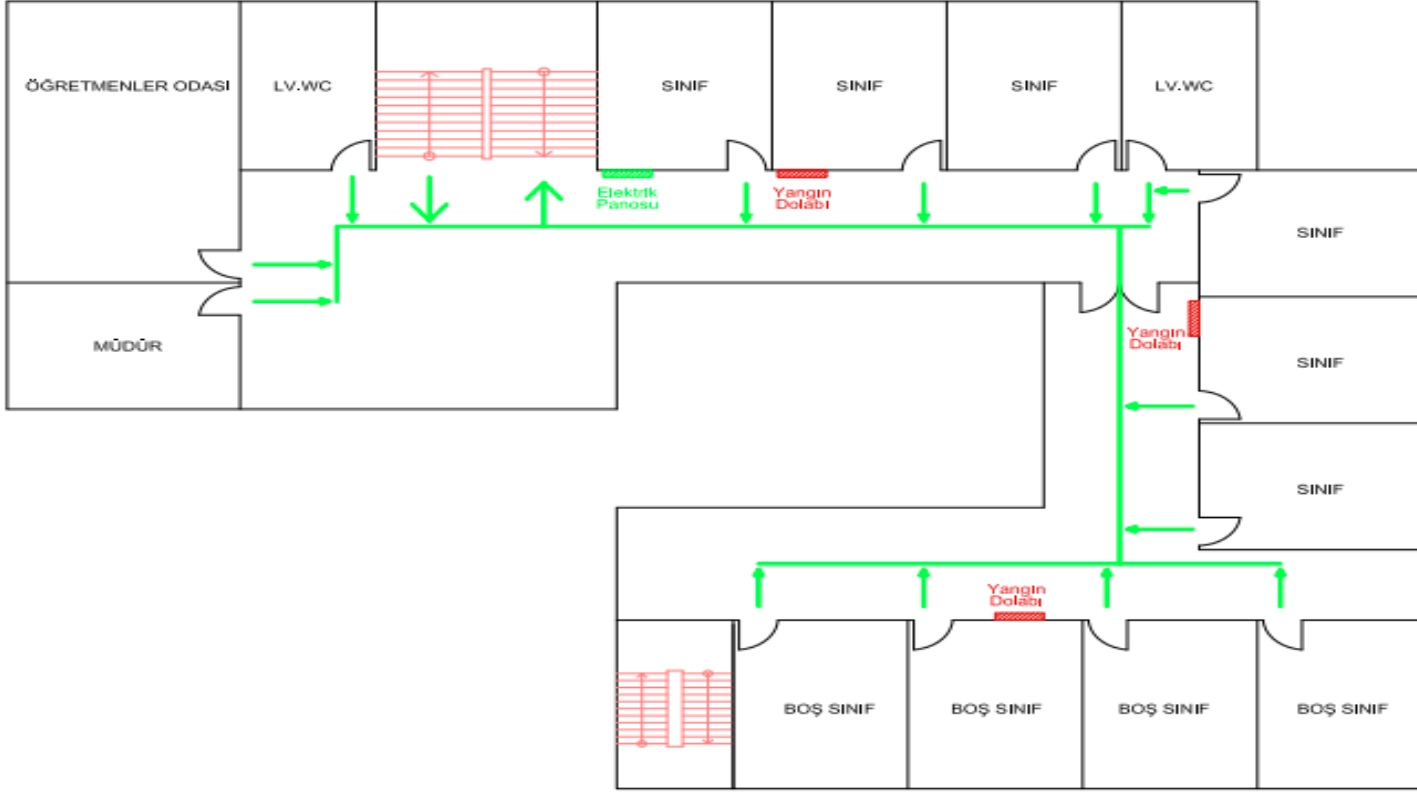 ÖĞRETMENLER ODASI
LV.WC
SINIF
SINIF
SINIF
LV.WC
Elektrik
Panosu
Yangın
Dolabı
SINIF
MÜDÜR
Yangın
Dolabı
SINIF
SINIF
Yangın
Dolabı
BOŞ SINIF
BOŞ SINIF
BOŞ SINIF
BOŞ SINIF